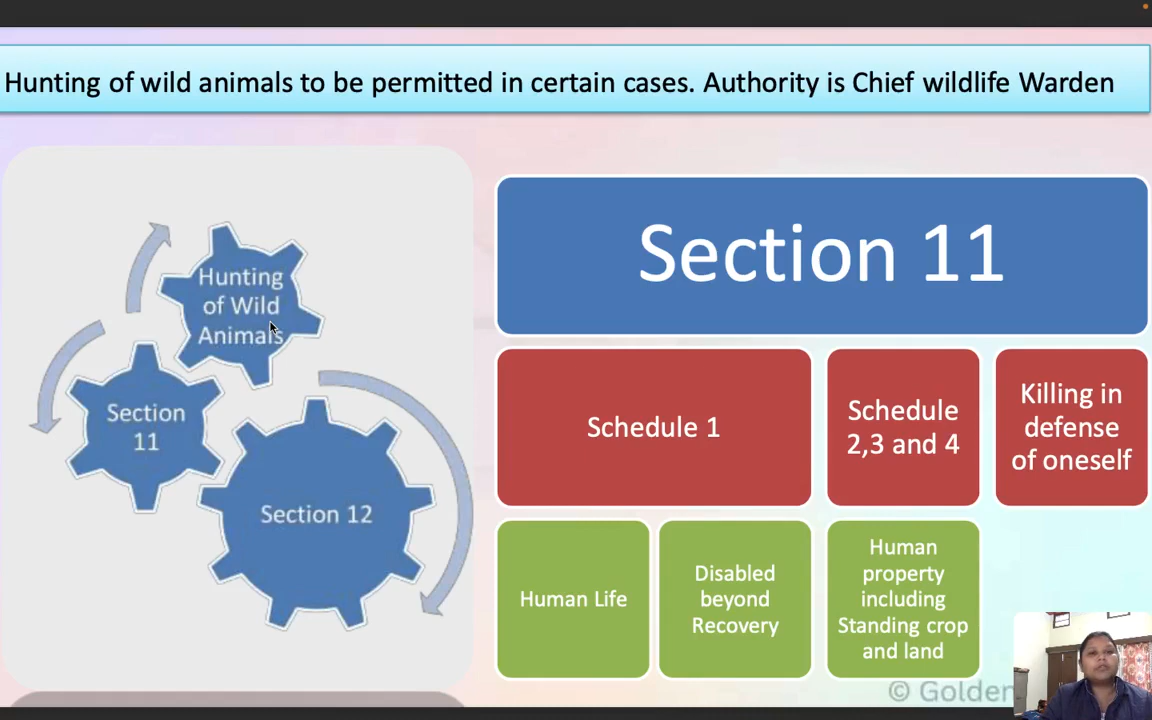 Hunting of wild animals to be permitted in certain cases. Authority is Chief wildlife Warden
Hunting
of Wild
Animals
Section
11
Section 12
Section 11
Schedule 1
Schedule
2,3 and 4
Killing in
defense
of oneself
Human Life
Disabled
beyond
Recovery
Human
property
including
Standing crop
and land
© Golden